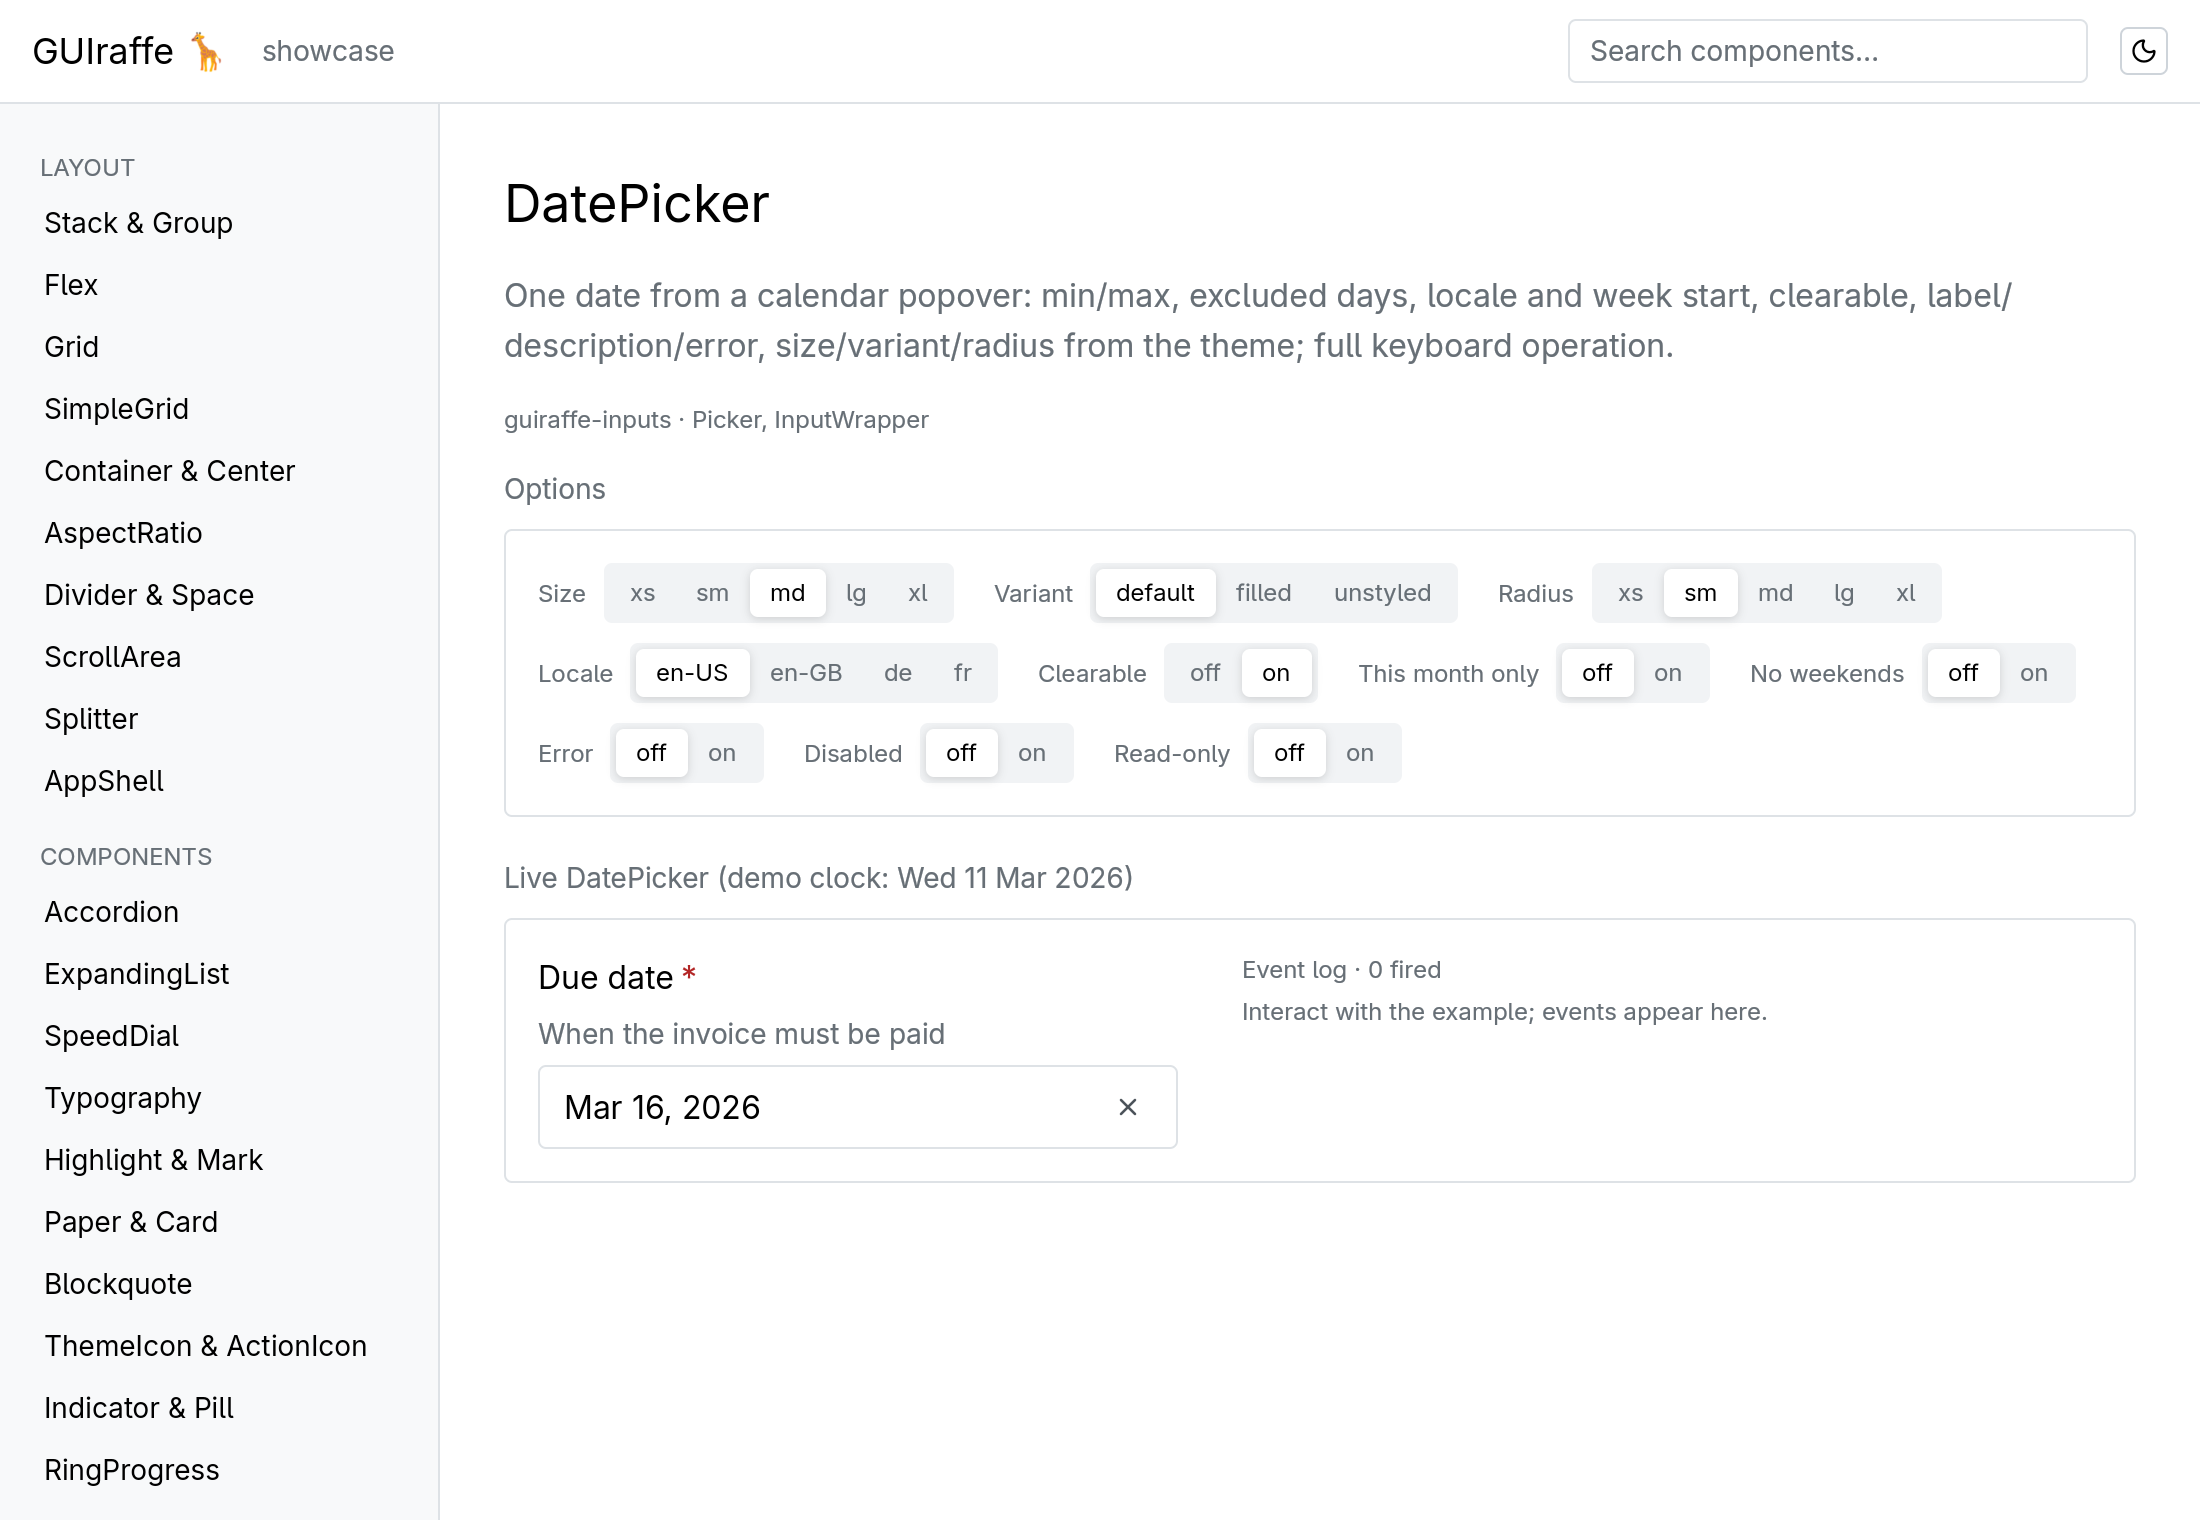 GUIraffe 🦒 showcase
Search components...
LAYOUT
Stack & Group
Flex
Grid
SimpleGrid
Container & Center
AspectRatio
Divider & Space
ScrollArea
Splitter
AppShell
COMPONENTS
Accordion
ExpandingList
SpeedDial
Typography
Highlight & Mark
Paper & Card
Blockquote
ThemeIcon & ActionIcon
Indicator & Pill
RingProgress
DatePicker
One date from a calendar popover: min/max, excluded days, locale and week start, clearable, label/
description/error, size/variant/radius from the theme; full keyboard operation.
guiraffe-inputs · Picker, InputWrapper
Options
Size xs sm md lg xl Variant default filled unstyled Radius xs sm md lg xl
Locale en-US en-GB de fr Clearable off on This month only off on No weekends off on
Error off on Disabled off on Read-only off on
Live DatePicker (demo clock: Wed 11 Mar 2026)
Due date *
When the invoice must be paid
Mar 16, 2026
Event log · 0 fired
Interact with the example; events appear here.